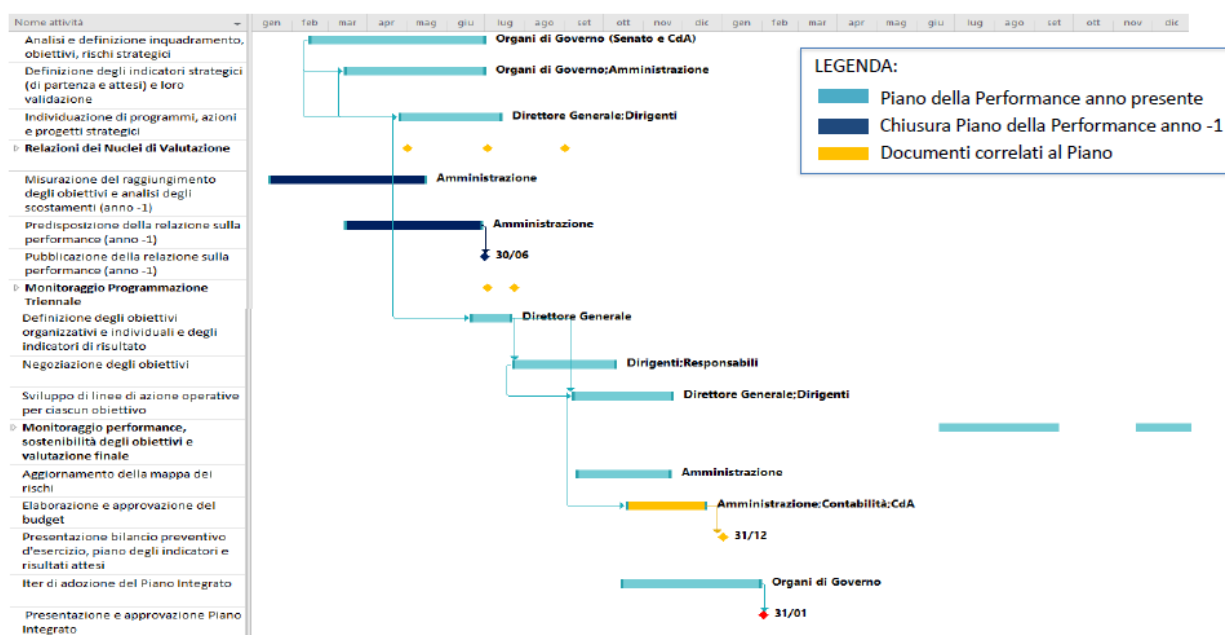 Nome attività
gen feb mar apr mag giu lug ago set ott nov dic gen feb mar apr mag giu lug ago set ott nov dic
Analisi e definizione inquadramento,
obiettivi, rischi strategici
Organi di Governo (Senato e CdA)
Definizione degli indicatori strategici
(di partenza e attesi) e loro
validazione
Organi di Governo;Amministrazione
Individuazione di programmi, azioni
e progetti strategici
Direttore Generale;Dirigenti
Relazioni dei Nuclei di Valutazione
Misurazione del raggiungimento
degli obiettivi e analisi degli
scostamenti (anno -1)
Amministrazione
Predisposizione della relazione sulla
performance (anno -1)
Amministrazione
Pubblicazione della relazione sulla
performance (anno -1)
30/06
Monitoraggio Programmazione
Triennale
Definizione degli obiettivi
organizzativi e individuali e degli
indicatori di risultato
Direttore Generale
Negoziazione degli obiettivi
Dirigenti;Responsabili
Sviluppo di linee di azione operative
per ciascun obiettivo
Direttore Generale;Dirigenti
Monitoraggio performance,
sostenibilità degli obiettivi e
valutazione finale
Aggiornamento della mappa dei
rischi
Amministrazione
Elaborazione e approvazione del
budget
Amministrazione;Contabilità;CdA
Presentazione bilancio preventivo
d'esercizio, piano degli indicatori e
risultati attesi
31/12
Iter di adozione del Piano Integrato
Organi di Governo
Presentazione e approvazione Piano
Integrato
31/01
LEGENDA:
Piano della Performance anno presente
Chiusura Piano della Performance anno -1
Documenti correlati al Piano